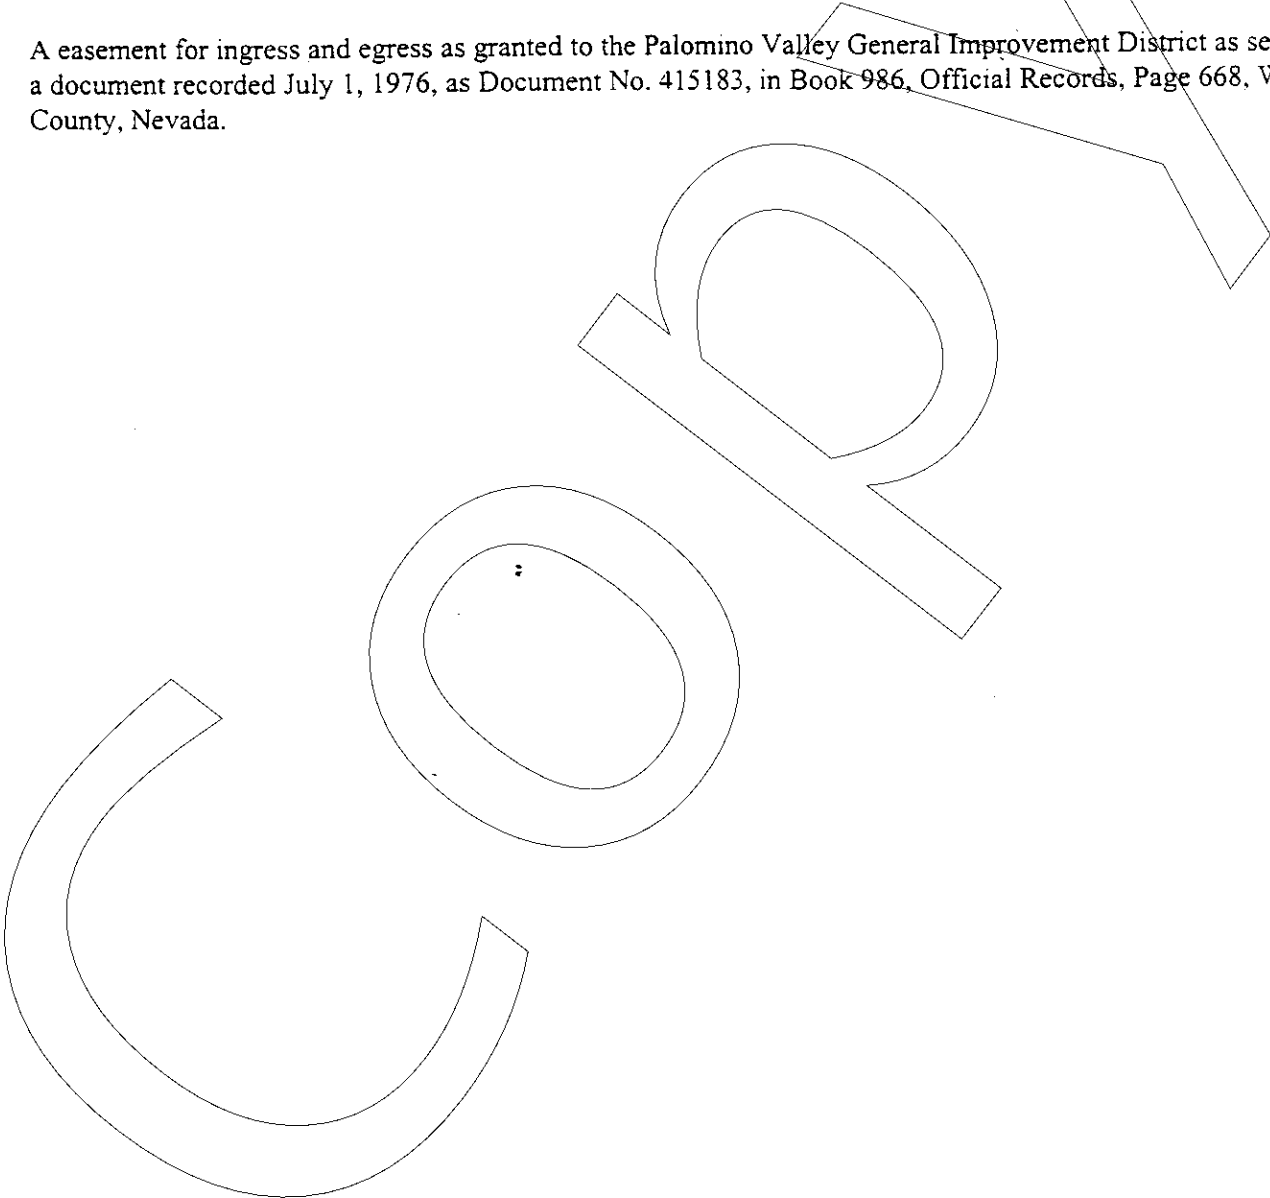 A easement for ingress and egress as granted to the Palomino Valley General Improvement District as se
a document recorded July 1, 1976, as Document No. 415183, in Book 986, Official Records, Page 668,
County, Nevada.
Copy